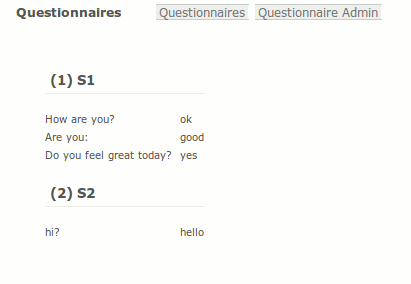 Questionnaires Questionnaires Questionnaire Admin
(1) S1
How are you? ok
Are you: good
Do you feel great today? yes
(2) S2
hi? hello